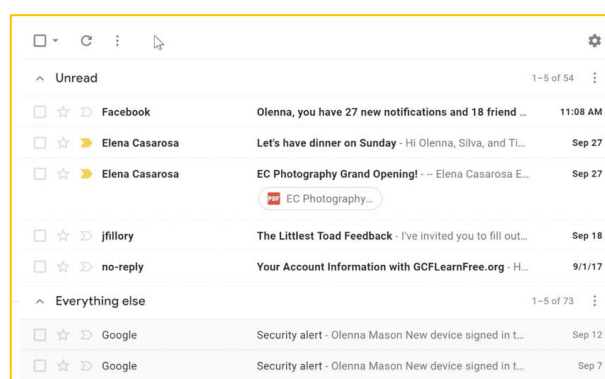 Unread 1–5 of 54
Facebook Olenna, you have 27 new notifications and 18 friend ... 11:08 AM
Elena Casarosa Let's have dinner on Sunday - Hi Olenna, Silva, and Ti... Sep 27
Elena Casarosa EC Photography Grand Opening! - -- Elena Casarosa E... Sep 27
PDF EC Photography...
jfillory The Littlest Toad Feedback - I've invited you to fill out... Sep 18
no-reply Your Account Information with GCFLearnFree.org - H... 9/1/17
Everything else 1–5 of 73
Google Security alert - Olenna Mason New device signed in t... Sep 12
Google Security alert - Olenna Mason New device signed in t... Sep 7